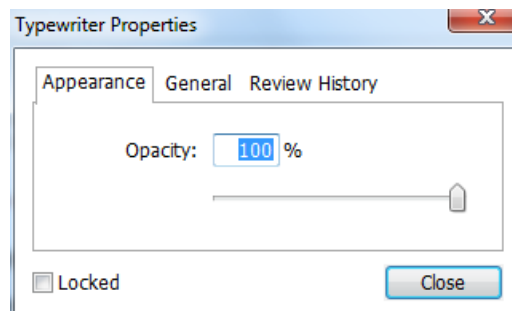 Typewriter Properties
Appearance General Review History
Opacity: 100 %
Locked Close